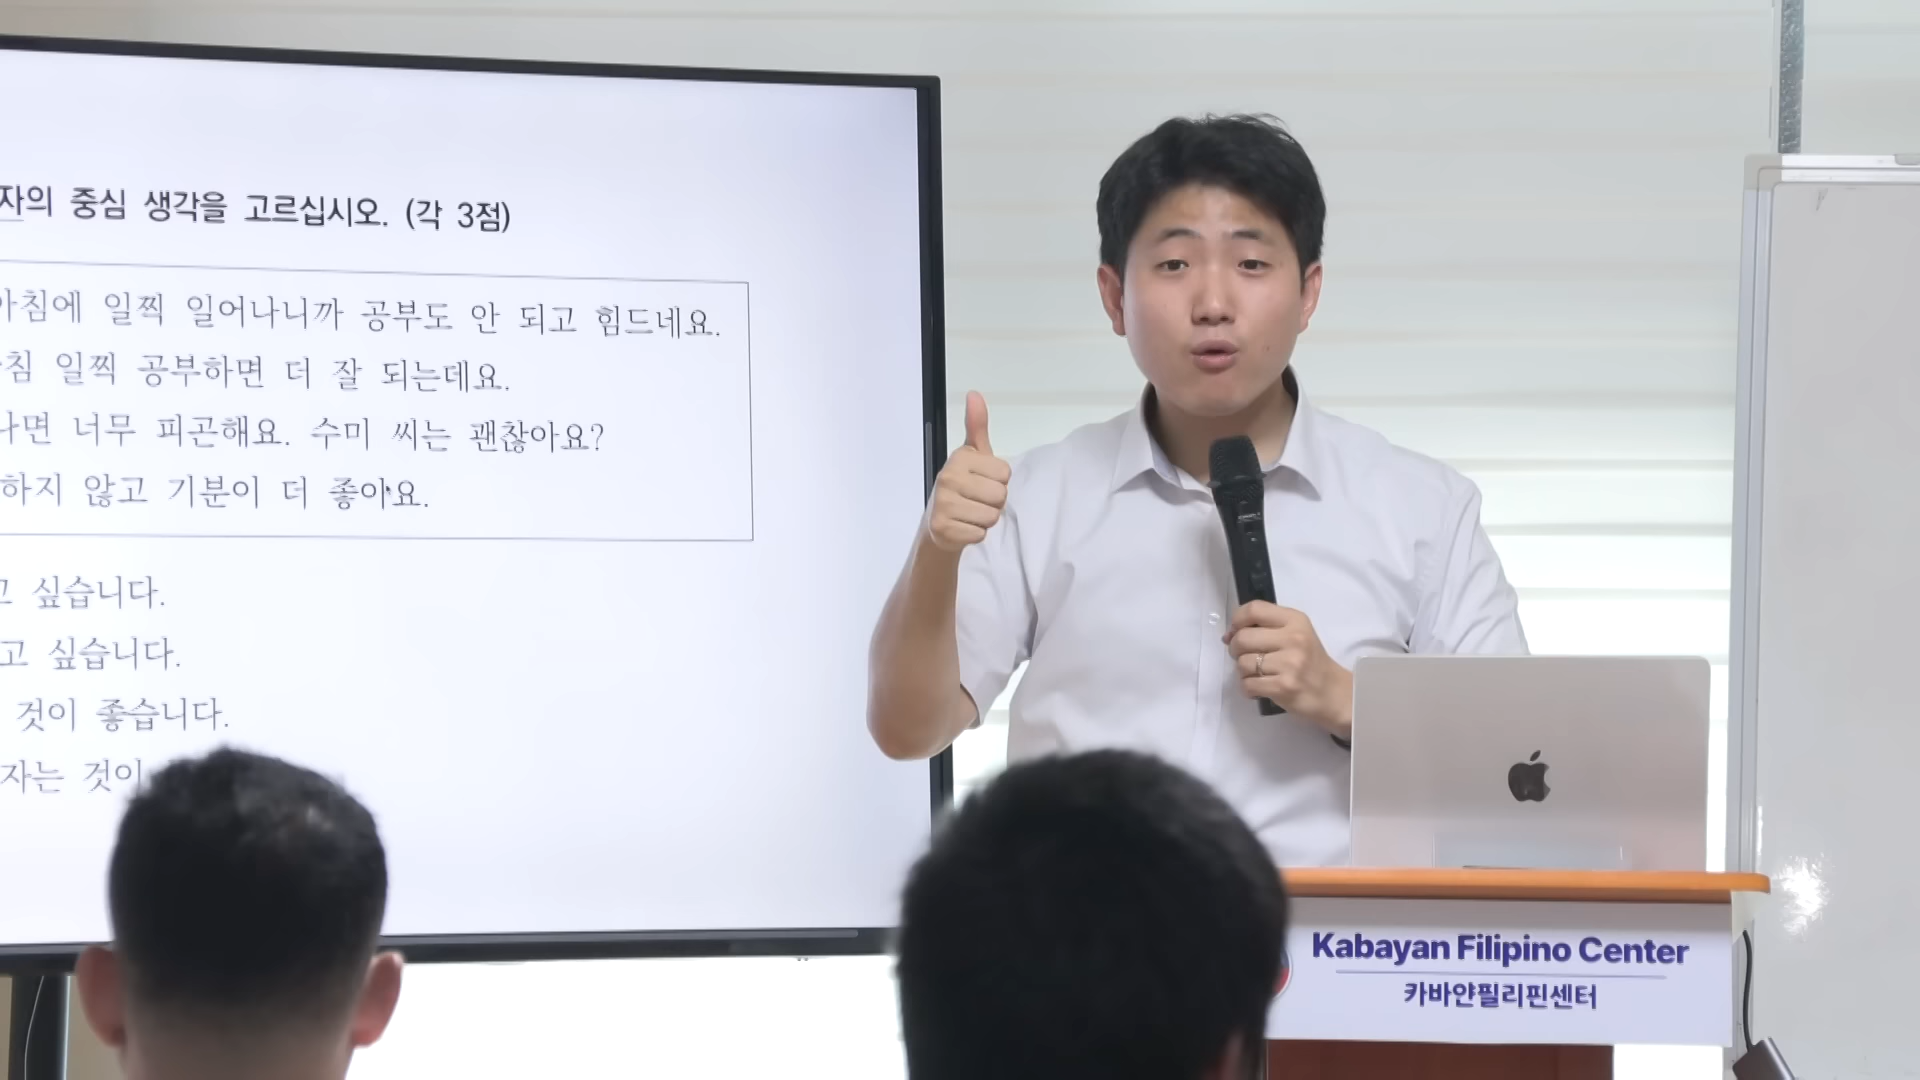 자의 중심 생각을 고르십시오. (각 3점)
아침에 일찍 일어나니까 공부도 안 되고 힘드네요.
침 일찍 공부하면 더 잘 되는데요.
나면 너무 피곤해요. 수미 씨는 괜찮아요?
하지 않고 기분이 더 좋아요.
고 싶습니다.
고 싶습니다.
것이 좋습니다.
자는 것이
Kabayan Filipino Center
카바얀필리핀센터